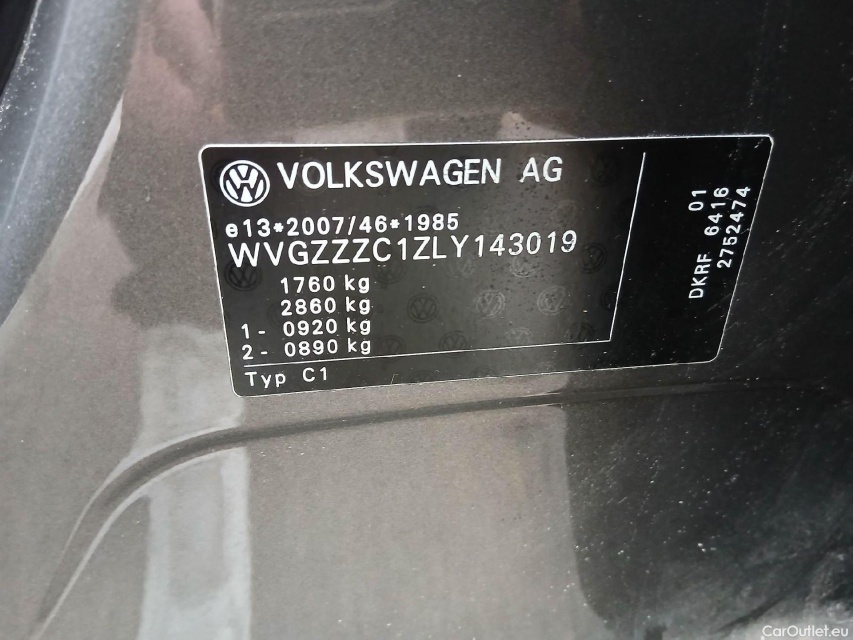 VOLKSWAGEN AG
e13*2007/46*1985
WVGZZZC1ZLY143019
1760 kg
2860 kg
1- 0920 kg
2- 0890 kg
Typ C1
01
DKRF 6416
2752474
CarOutlet.eu